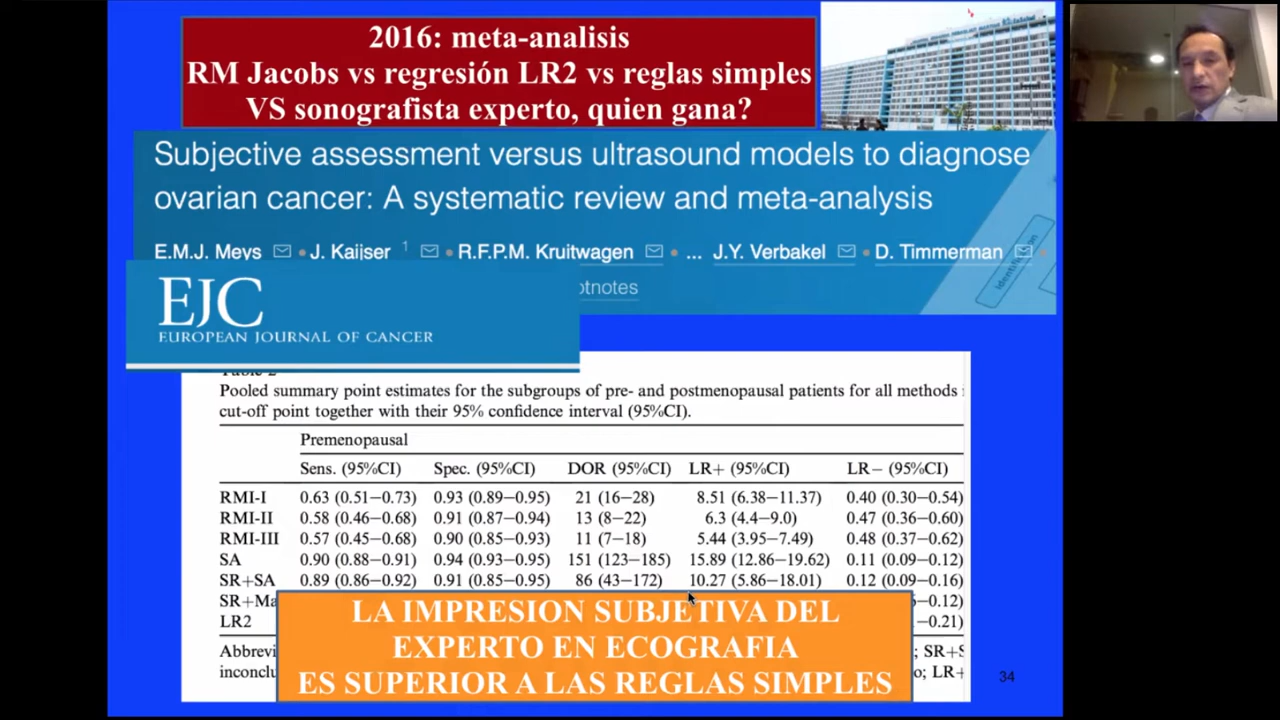 2016: meta-analisis
RM Jacobs vs regresión LR2 vs reglas simples
VS sonografista experto, quien gana?
Subjective assessment versus ultrasound models to diagnose
ovarian cancer: A systematic review and meta-analysis
E.M.J. Meys • J. Kaijser 1 • R.F.P.M. Kruitwagen • ... J.Y. Verbakel • D. Timmerman •
otnotes
EJC
EUROPEAN JOURNAL OF CANCER
Table 2
Pooled summary point estimates for the subgroups of pre- and postmenopausal patients for all methods
cut-off point together with their 95% confidence interval (95%CI).
Premenopausal
Sens. (95%CI) Spec. (95%CI) DOR (95%CI) LR+ (95%CI) LR− (95%CI)
RMI-I 0.63 (0.51−0.73) 0.93 (0.89−0.95) 21 (16−28) 8.51 (6.38−11.37) 0.40 (0.30−0.54)
RMI-II 0.58 (0.46−0.68) 0.91 (0.87−0.94) 13 (8−22) 6.3 (4.4−9.0) 0.47 (0.36−0.60)
RMI-III 0.57 (0.45−0.68) 0.90 (0.85−0.93) 11 (7−18) 5.44 (3.95−7.49) 0.48 (0.37−0.62)
SA 0.90 (0.88−0.91) 0.94 (0.93−0.95) 151 (123−185) 15.89 (12.86−19.62) 0.11 (0.09−0.12)
SR+SA 0.89 (0.86−0.92) 0.91 (0.85−0.95) 86 (43−172) 10.27 (5.86−18.01) 0.12 (0.09−0.16)
SR+Ma −0.12)
LR2 −0.21)
Abbrevi ; SR+S
inconclu o; LR+
LA IMPRESION SUBJETIVA DEL
EXPERTO EN ECOGRAFIA
ES SUPERIOR A LAS REGLAS SIMPLES
34